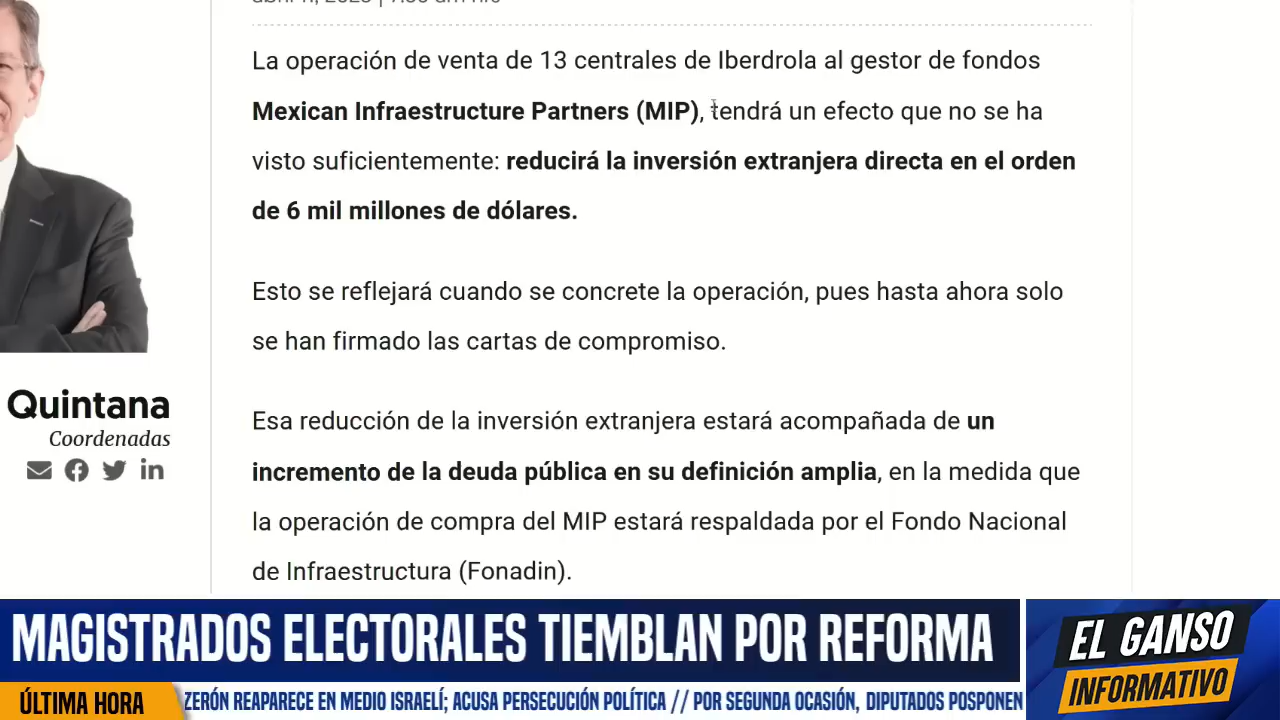 La operación de venta de 13 centrales de Iberdrola al gestor de fondos
Mexican Infraestructure Partners (MIP), tendrá un efecto que no se ha
visto suficientemente: reducirá la inversión extranjera directa en el orden
de 6 mil millones de dólares.
Esto se reflejará cuando se concrete la operación, pues hasta ahora solo
se han firmado las cartas de compromiso.
Esa reducción de la inversión extranjera estará acompañada de un
incremento de la deuda pública en su definición amplia, en la medida que
la operación de compra del MIP estará respaldada por el Fondo Nacional
de Infraestructura (Fonadin).
Quintana
Coordenadas
MAGISTRADOS ELECTORALES TIEMBLAN POR REFORMA
EL GANSO
INFORMATIVO
ÚLTIMA HORA
ZERÓN REAPARECE EN MEDIO ISRAELÍ; ACUSA PERSECUCIÓN POLÍTICA // POR SEGUNDA OCASIÓN, DIPUTADOS POSPONEN